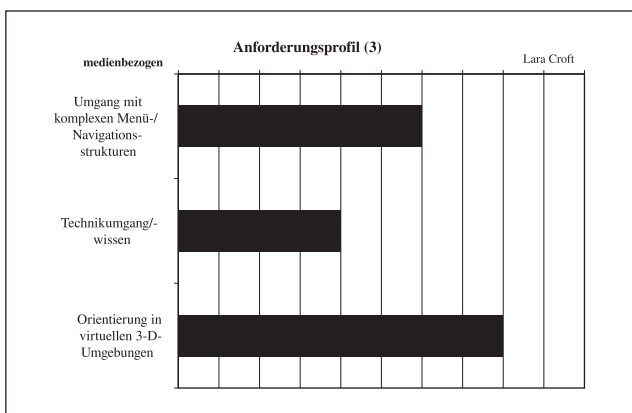 Anforderungsprofil (3)
medienbezogen
Lara Croft
Umgang mit
komplexen Menü-/
Navigations-
strukturen
Technikumgang/-
wissen
Orientierung in
virtuellen 3-D-
Umgebungen